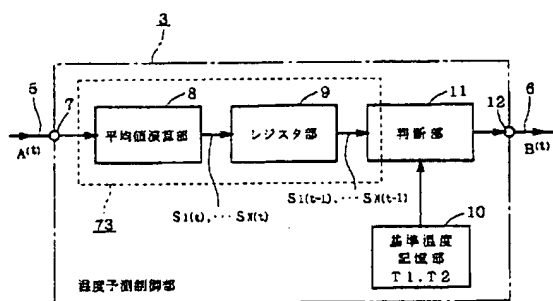 3
5
7
8
9
11
12
6
A(t)
平均値演算部
レジスタ部
判断部
B(t)
S1(t),…SN(t)
S1(t-1),…SN(t-1)
73
10
基準温度
記憶部
T1.T2
温度予測制御部